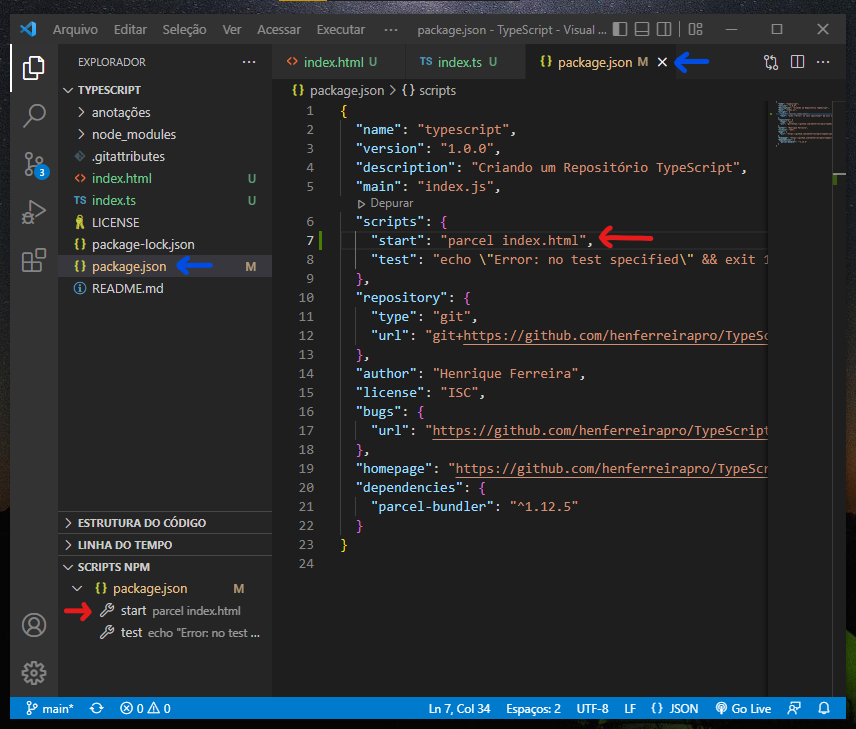 Arquivo Editar Seleção Ver Acessar Executar ··· package.json - TypeScript - Visual ...
EXPLORADOR ···
index.html U
TS index.ts U
{} package.json M
{} package.json > {} scripts
TYPESCRIPT
anotações
node_modules
.gitattributes
<> index.html U
TS index.ts U
LICENSE
{} package-lock.json
{} package.json M
README.md
3
1 {
2 "name": "typescript",
3 "version": "1.0.0",
4 "description": "Criando um Repositório TypeScript",
5 "main": "index.js",
Depurar
6 "scripts": {
7 "start": "parcel index.html",
8 "test": "echo \"Error: no test specified\" && exit 1
9 },
10 "repository": {
11 "type": "git",
12 "url": "git+https://github.com/henferreirapro/TypeSc
13 },
14 "author": "Henrique Ferreira",
15 "license": "ISC",
16 "bugs": {
17 "url": "https://github.com/henferreirapro/TypeScript
18 },
19 "homepage": "https://github.com/henferreirapro/TypeScr
20 "dependencies": {
21 "parcel-bundler": "^1.12.5"
22 }
23 }
24
ESTRUTURA DO CÓDIGO
LINHA DO TEMPO
SCRIPTS NPM
{} package.json M
start parcel index.html
test echo "Error: no test ...
main* 0 0 Ln 7, Col 34 Espaços: 2 UTF-8 LF {} JSON Go Live